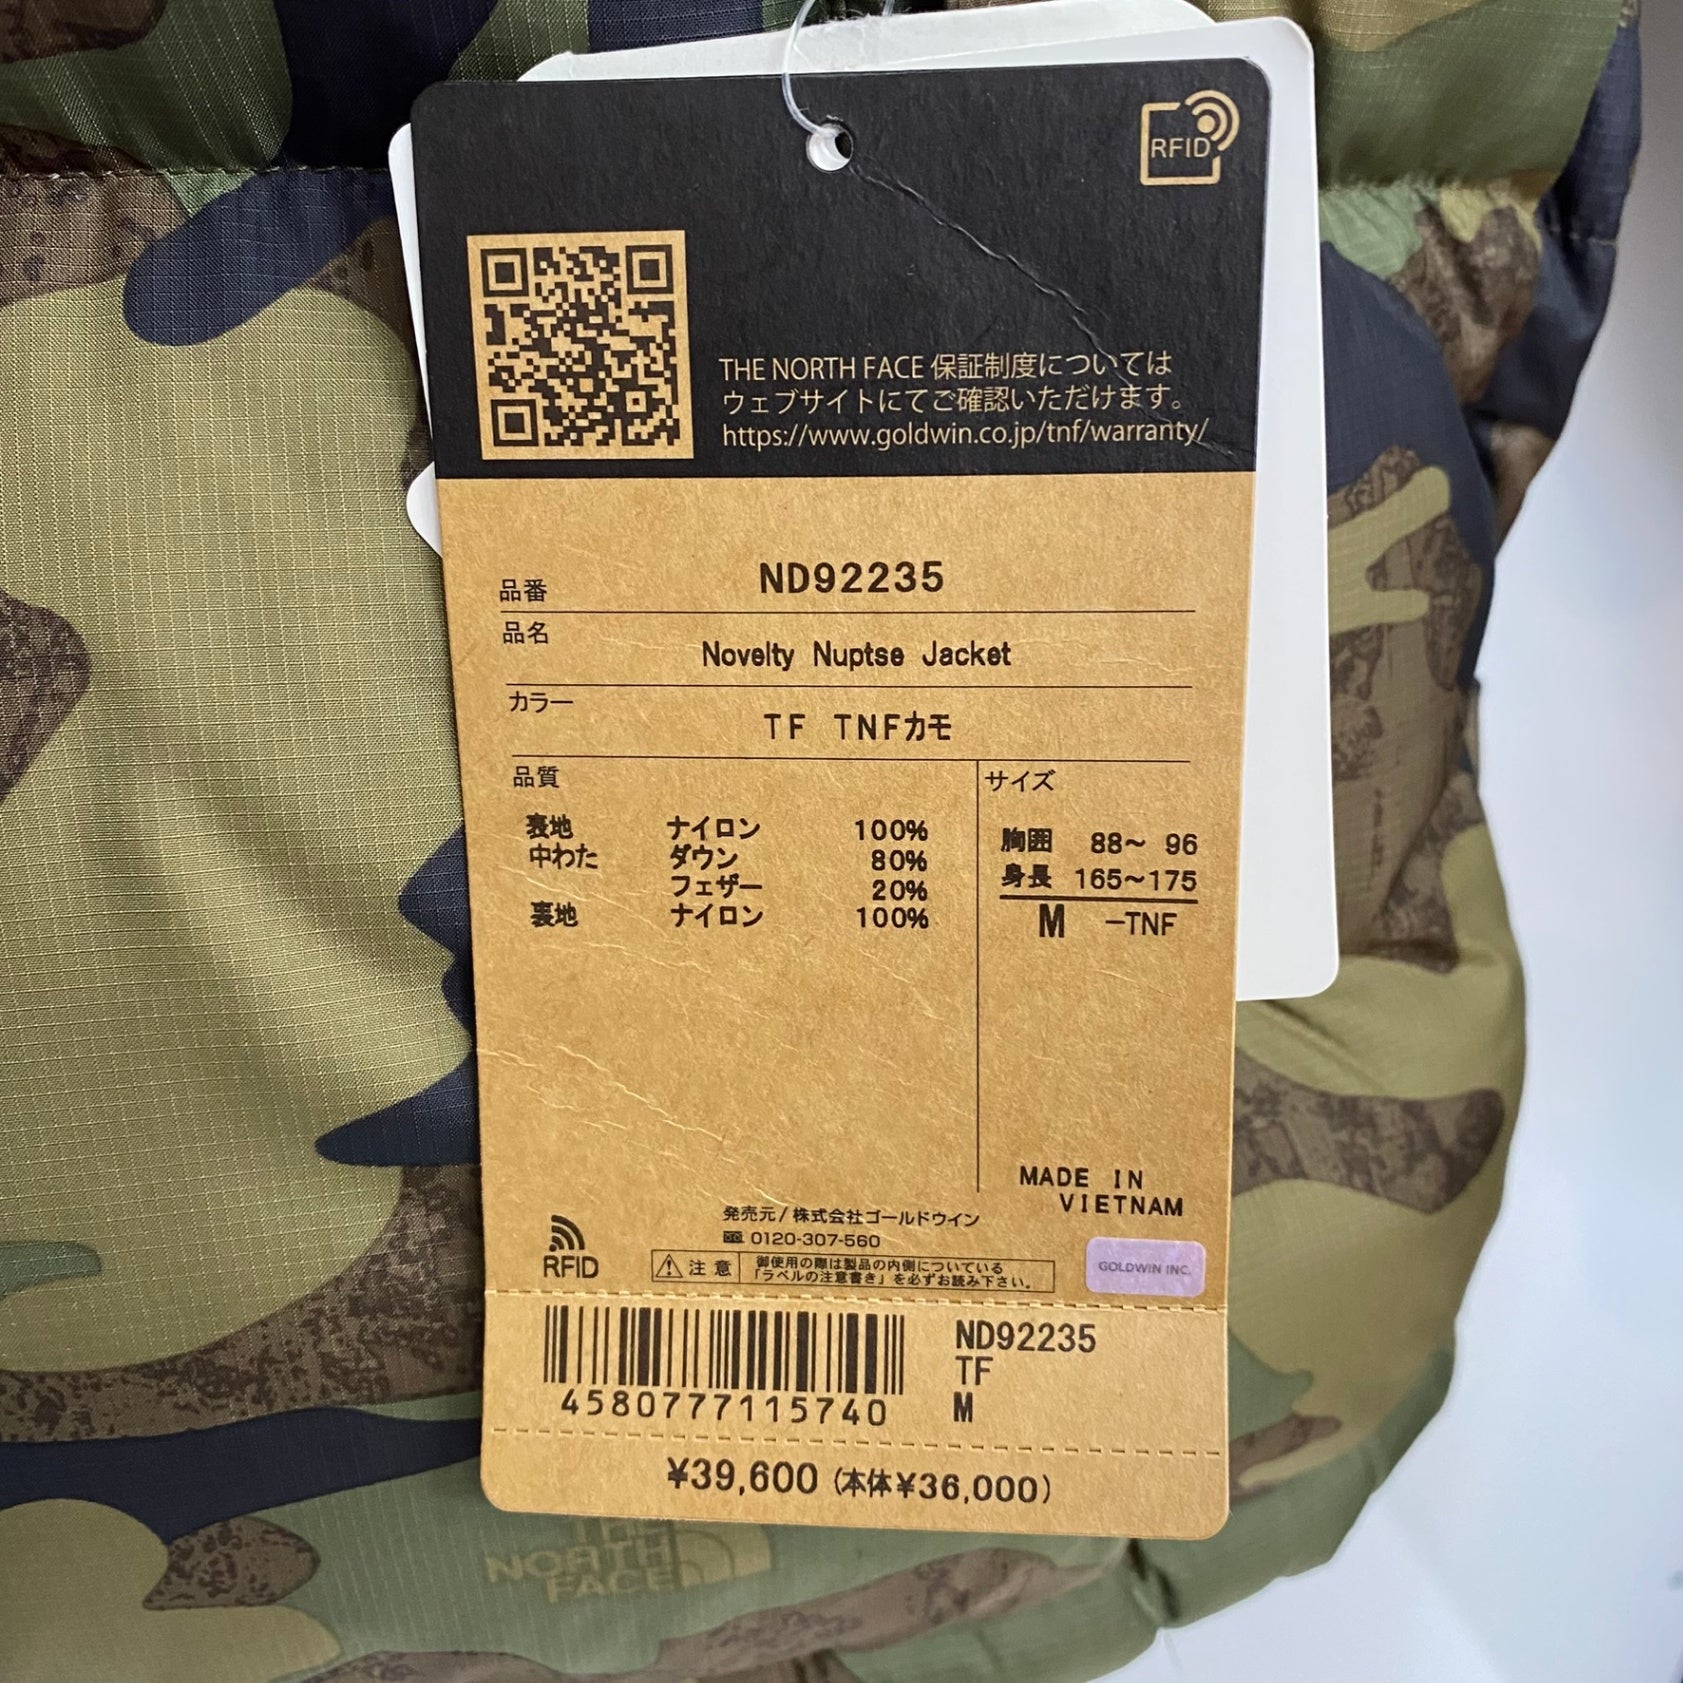 RFID
THE NORTH FACE 保証制度については
ウェブサイトにてご確認いただけます。
https://www.goldwin.co.jp/tnf/warranty/
品番 ND92235
品名 Novelty Nuptse Jacket
カラー TF TNFカモ
品質
表地 ナイロン 100%
中わた ダウン 80%
フェザー 20%
裏地 ナイロン 100%
サイズ
胸囲 88～ 96
身長 165～175
M －TNF
MADE IN
VIETNAM
発売元/株式会社ゴールドウイン
0120-307-560
RFID
注意
御使用の際は製品の内側についている
「ラベルの注意書き」を必ずお読み下さい。
GOLDWIN INC.
4580777115740
ND92235
TF
M
¥39,600 (本体¥36,000)
THE
NORTH
FACE